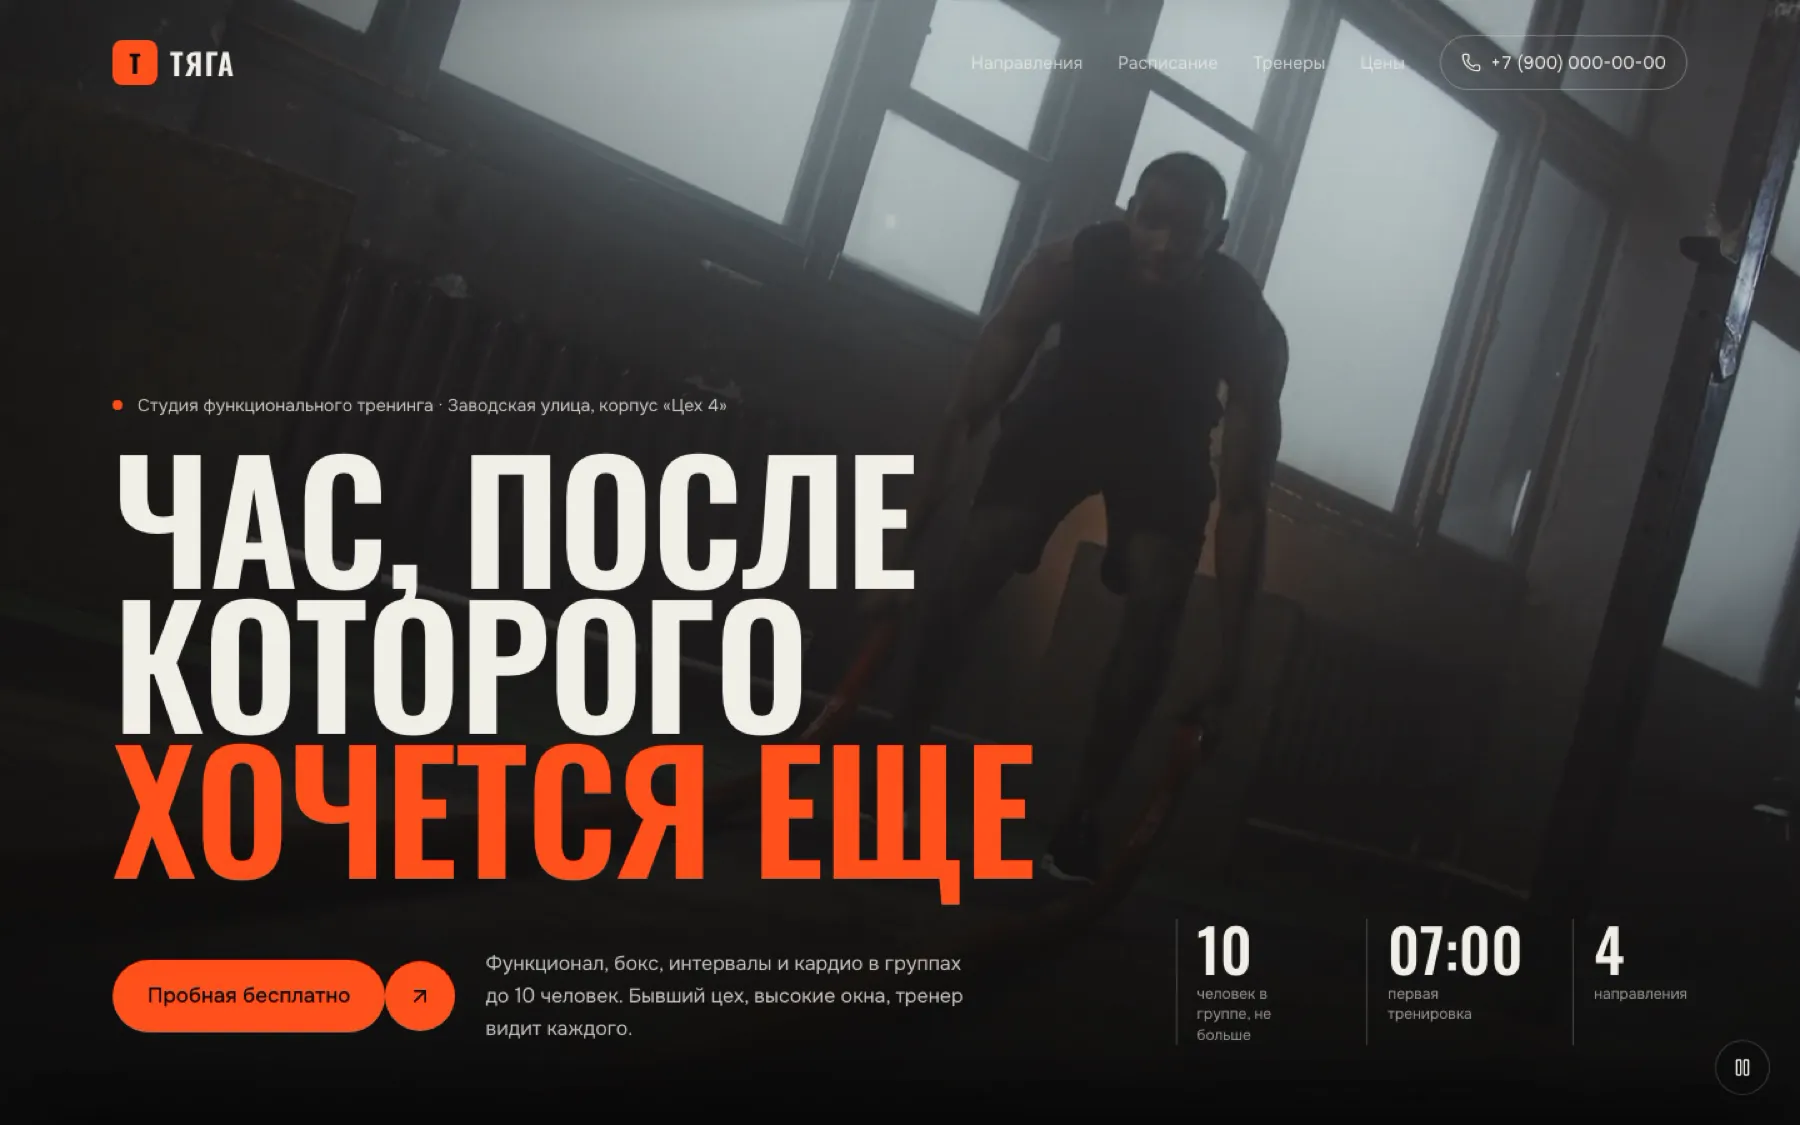 Т ТЯГА
Направления Расписание Тренеры Цены +7 (900) 000-00-00
Студия функционального тренинга · Заводская улица, корпус «Цех 4»
ЧАС, ПОСЛЕ
КОТОРОГО
ХОЧЕТСЯ ЕЩЕ
Пробная бесплатно
Функционал, бокс, интервалы и кардио в группах
до 10 человек. Бывший цех, высокие окна, тренер
видит каждого.
10
человек в
группе, не
больше
07:00
первая
тренировка
4
направления